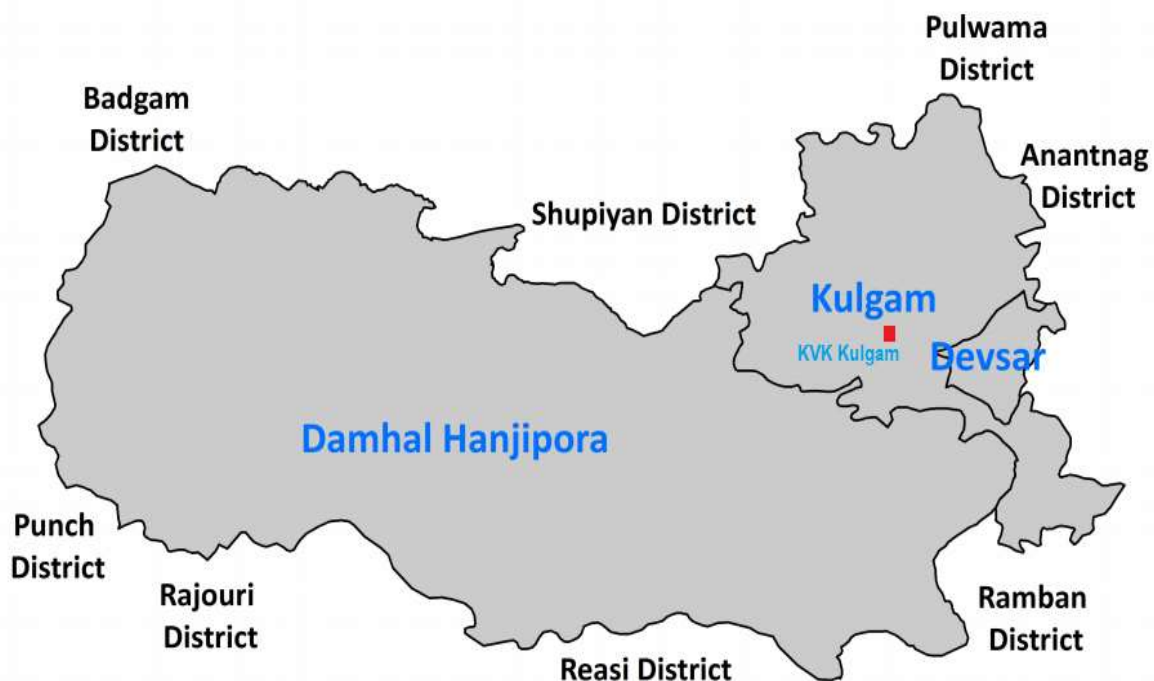 Pulwama
District
Badgam
District
Anantnag
District
Shupiyan District
Kulgam
KVK Kulgam
Devsar
Damhal Hanjipora
Punch
District
Rajouri
District
Ramban
District
Reasi District